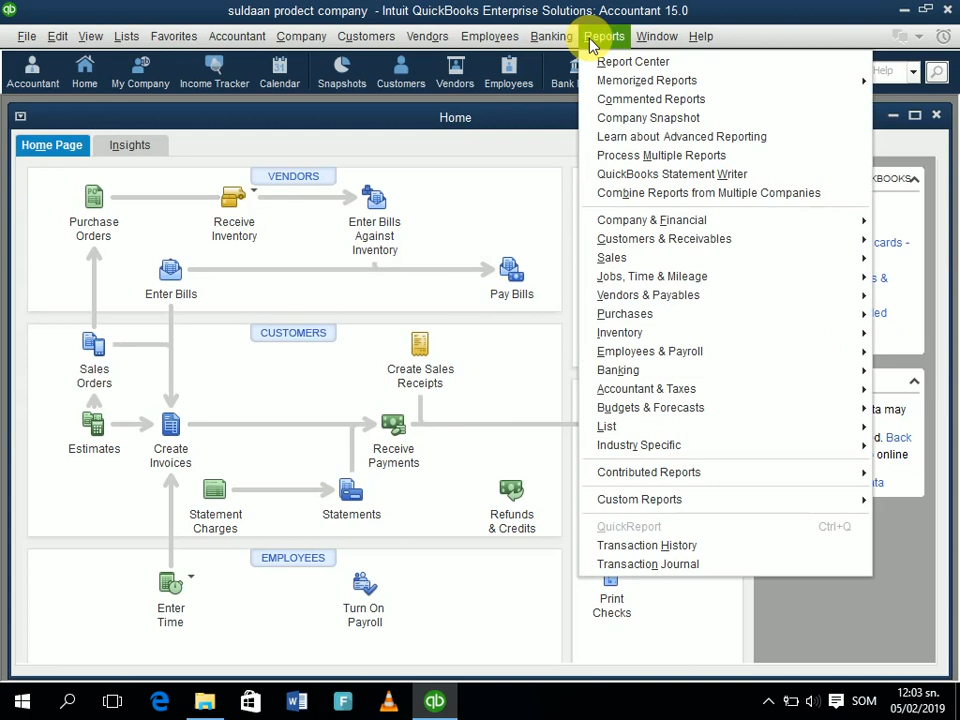 suldaan prodect company - Intuit QuickBooks Enterprise Solutions: Accountant 15.0
File Edit View Lists Favorites Accountant Company Customers Vendors Employees Banking Reports Window Help
Accountant Home My Company Income Tracker Calendar Snapshots Customers Vendors Employees Bank Help
Home
Home Page Insights
Report Center
Memorized Reports
Commented Reports
Company Snapshot
Learn about Advanced Reporting
Process Multiple Reports
QuickBooks Statement Writer
Combine Reports from Multiple Companies
Company & Financial
Customers & Receivables
Sales
Jobs, Time & Mileage
Vendors & Payables
Purchases
Inventory
Employees & Payroll
Banking
Accountant & Taxes
Budgets & Forecasts
List
Industry Specific
Contributed Reports
Custom Reports
QuickReport Ctrl+Q
Transaction History
Transaction Journal
VENDORS
Purchase
Orders
Receive
Inventory
Enter Bills
Against
Inventory
Enter Bills
Pay Bills
CUSTOMERS
Sales
Orders
Create Sales
Receipts
Estimates
Create
Invoices
Receive
Payments
Statement
Charges
Statements
Refunds
& Credits
EMPLOYEES
Enter
Time
Turn On
Payroll
Print
Checks
KBOOKS
cards -
s &
ded
ta may
d. Back
online
ata
SOM
12:03 sn.
05/02/2019